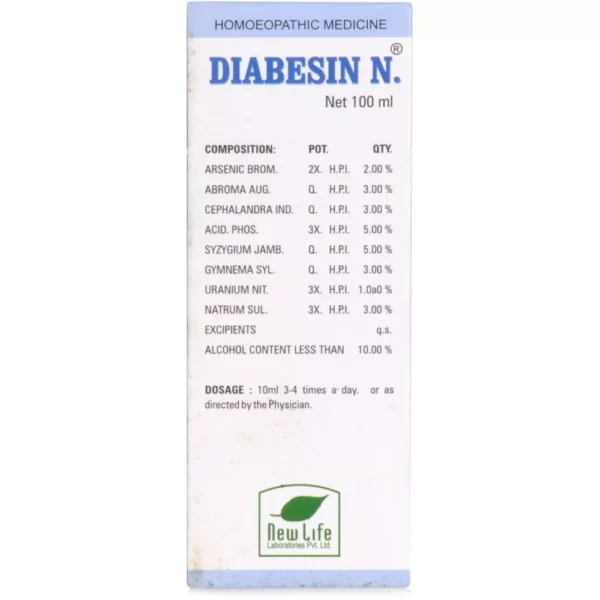 HOMOEOPATHIC MEDICINE
DIABESIN N.®
Net 100 ml
COMPOSITION: POT. QTY.
ARSENIC BROM. 2X. H.P.I. 2.00 %
ABROMA AUG. Q. H.P.I. 3.00 %
CEPHALANDRA IND. Q. H.P.I. 3.00 %
ACID. PHOS. 3X. H.P.I. 5.00 %
SYZYGIUM JAMB. Q. H.P.I. 5.00 %
GYMNEMA SYL. Q. H.P.I. 3.00 %
URANIUM NIT. 3X. H.P.I. 1.0a0 %
NATRUM SUL. 3X. H.P.I. 3.00 %
EXCIPIENTS q.s.
ALCOHOL CONTENT LESS THAN 10.00 %
DOSAGE : 10ml 3-4 times a day. or as
directed by the Physician.
New Life
Laboratories Pvt. Ltd.